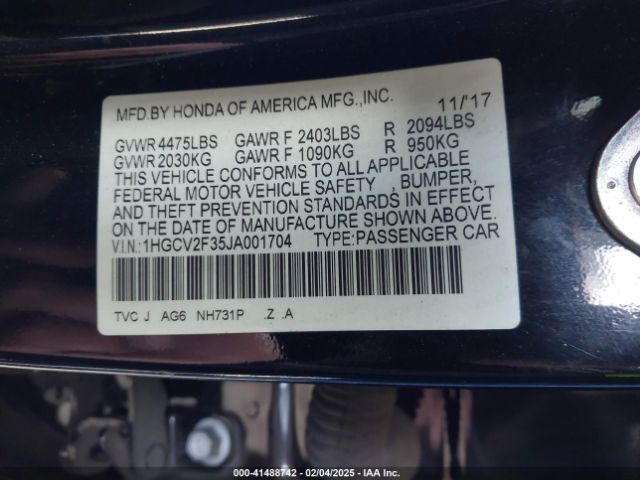 MFD.BY HONDA OF AMERICA MFG.,INC. 11/'17
GVWR 4475LBS GAWR F 2403LBS R 2094LBS
GVWR 2030KG GAWR F 1090KG R 950KG
THIS VEHICLE CONFORMS TO ALL APPLICABLE
FEDERAL MOTOR VEHICLE SAFETY , BUMPER,
AND THEFT PREVENTION STANDARDS IN EFFECT
ON THE DATE OF MANUFACTURE SHOWN ABOVE.
V.I.N.: 1HGCV2F35JA001704 TYPE:PASSENGER CAR
TVC J AG6 NH731P .Z .A
000-41488742 / 02/04/2025 / IAA Inc.